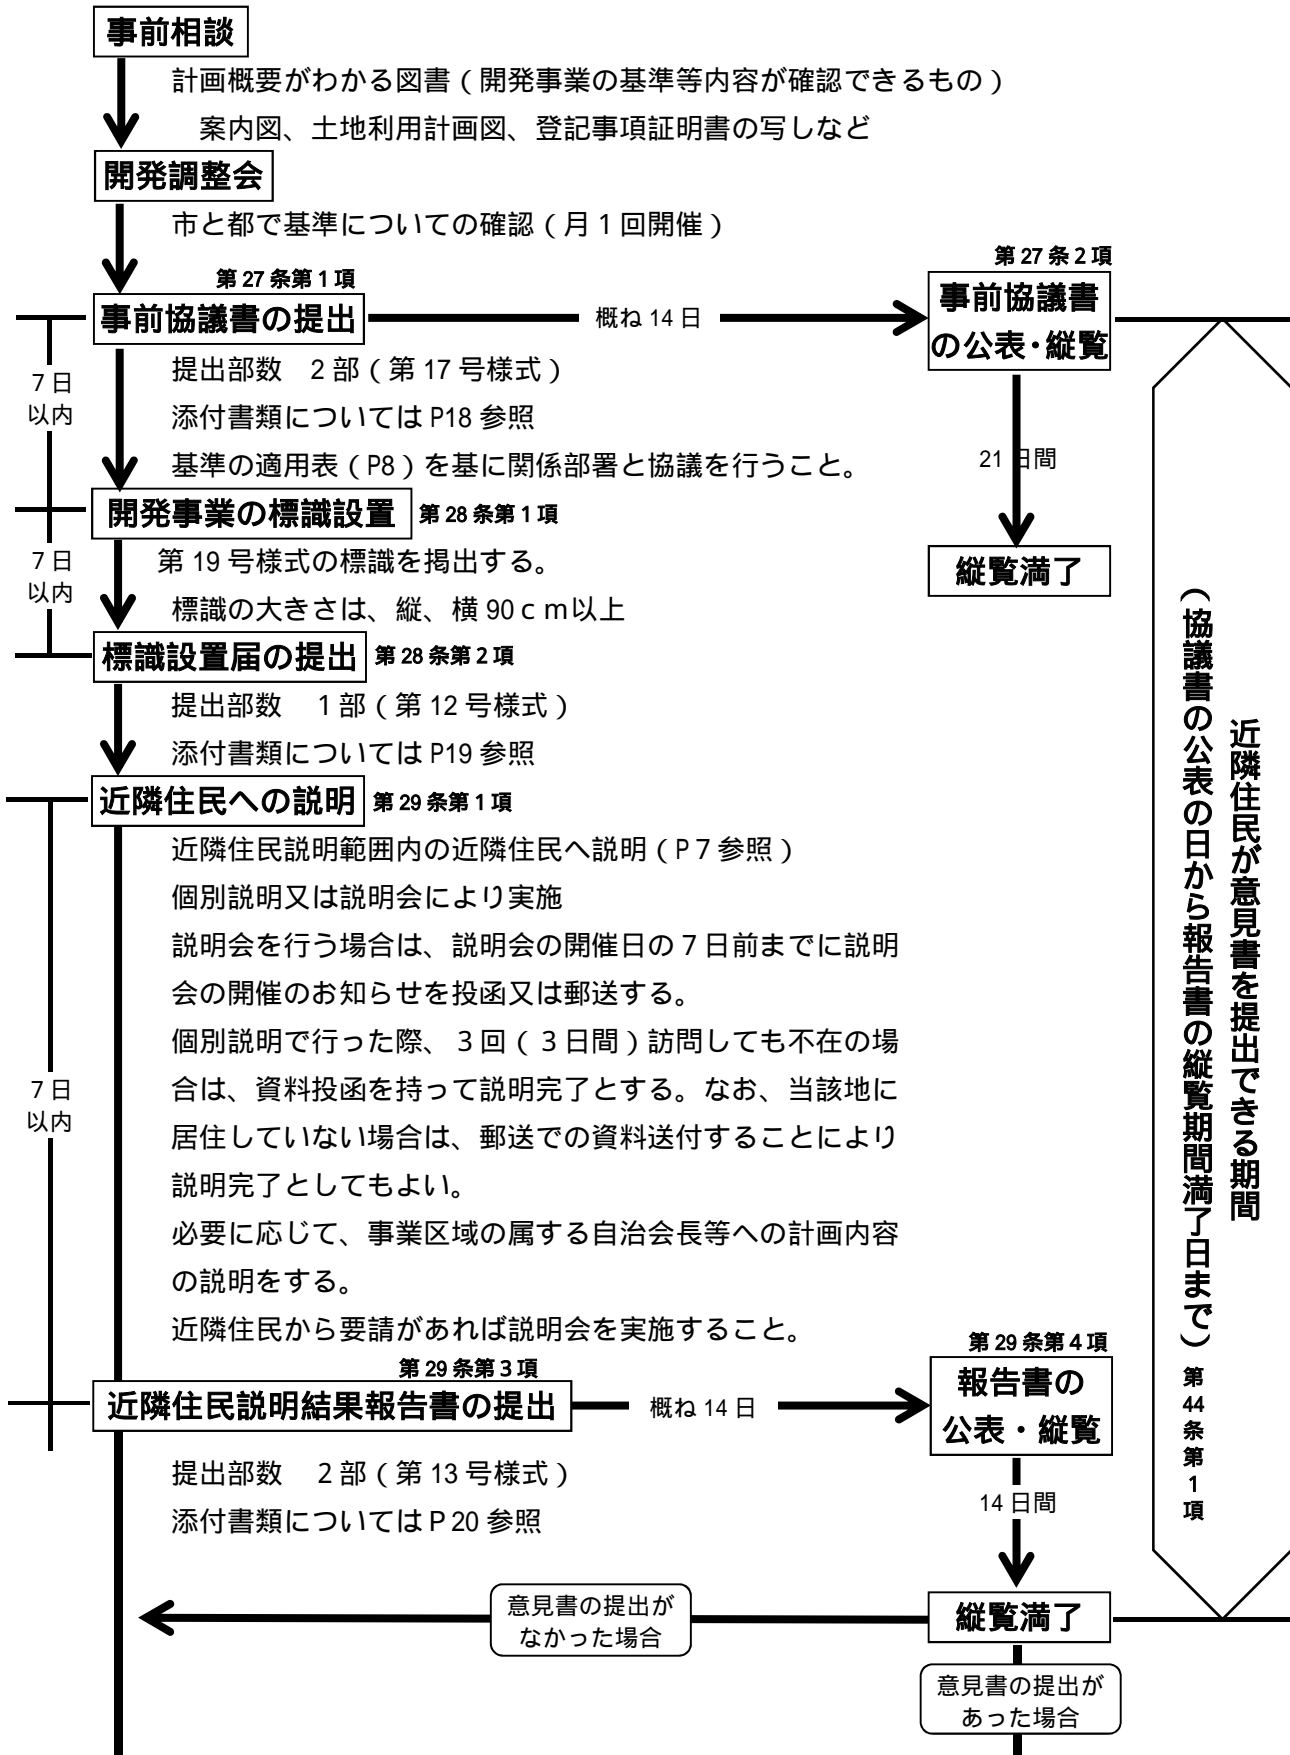 事前相談
計画概要がわかる図書（開発事業の基準等内容が確認できるもの）
案内図、土地利用計画図、登記事項証明書の写しなど
開発調整会
市と都で基準についての確認（月１回開催）
第27条第1項
第27条2項
事前協議書の提出
概ね14日
事前協議書
の公表・縦覧
7日
以内
提出部数　2部（第17号様式）
添付書類についてはP18参照
基準の適用表（P8）を基に関係部署と協議を行うこと。
21日間
開発事業の標識設置
第28条第1項
縦覧満了
7日
以内
第19号様式の標識を掲出する。
標識の大きさは、縦、横90ｃｍ以上
標識設置届の提出
第28条第2項
提出部数　1部（第12号様式）
添付書類についてはP19参照
近隣住民への説明
第29条第1項
近隣住民説明範囲内の近隣住民へ説明（P７参照）
個別説明又は説明会により実施
説明会を行う場合は、説明会の開催日の７日前までに説明
会の開催のお知らせを投函又は郵送する。
個別説明で行った際、３回（３日間）訪問しても不在の場
合は、資料投函を持って説明完了とする。なお、当該地に
居住していない場合は、郵送での資料送付することにより
説明完了としてもよい。
必要に応じて、事業区域の属する自治会長等への計画内容
の説明をする。
近隣住民から要請があれば説明会を実施すること。
7日
以内
第29条第3項
近隣住民説明結果報告書の提出
概ね14日
第29条第4項
報告書の
公表・縦覧
提出部数　2部（第13号様式）
添付書類についてはP20参照
14日間
縦覧満了
意見書の提出が
なかった場合
意見書の提出が
あった場合
近隣住民が意見書を提出できる期間
（協議書の公表の日から報告書の縦覧期間満了日まで）第44条第1項